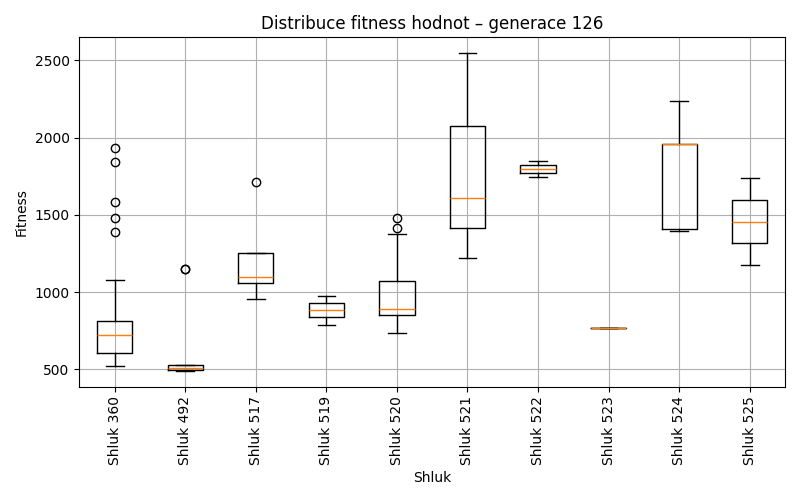 Distribuce fitness hodnot – generace 126
Fitness
2500
2000
1500
1000
500
Shluk 360
Shluk 492
Shluk 517
Shluk 519
Shluk 520
Shluk 521
Shluk 522
Shluk 523
Shluk 524
Shluk 525
Shluk